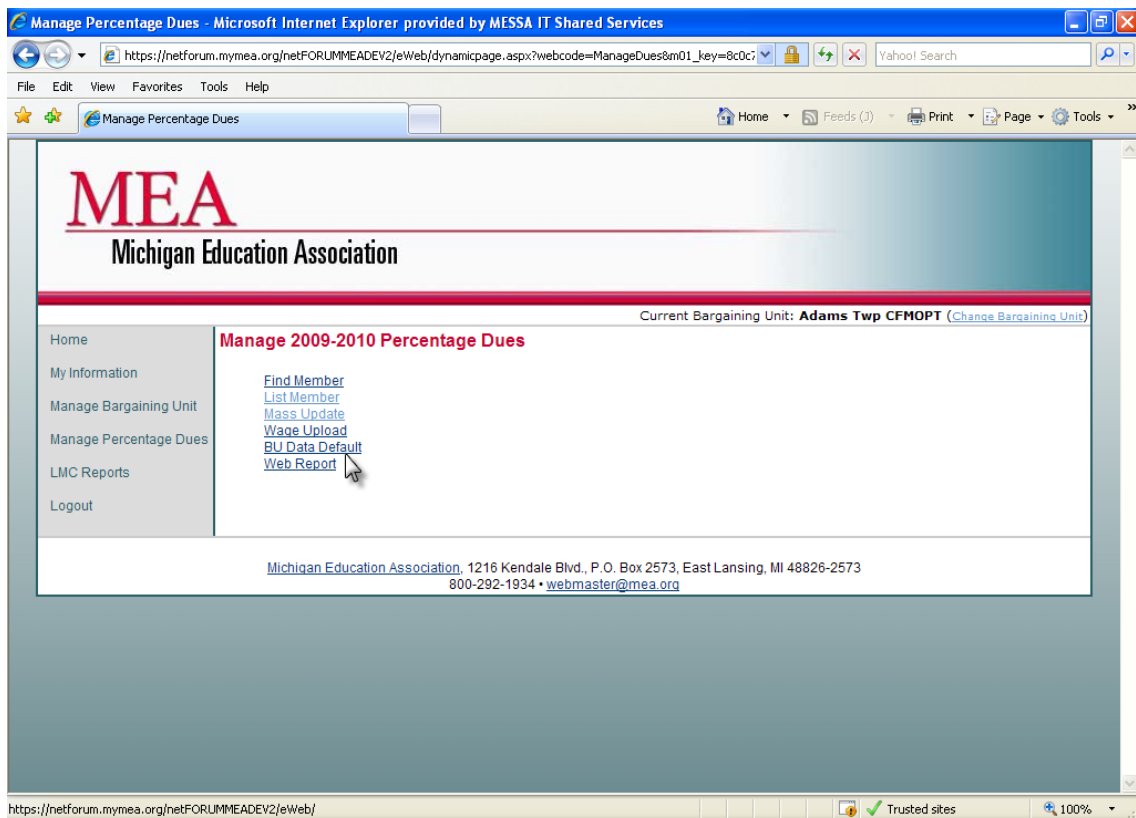 Manage Percentage Dues - Microsoft Internet Explorer provided by MESSA IT Shared Services
https://netforum.mymea.org/netFORUMMEADEV2/eWeb/dynamicpage.aspx?webcode=ManageDues&m01_key=8c0c7
Yahoo! Search
File Edit View Favorites Tools Help
Manage Percentage Dues
Home Feeds (J) Print Page Tools »
MEA
Michigan Education Association
Current Bargaining Unit: Adams Twp CFMOPT (Change Bargaining Unit)
Home
My Information
Manage Bargaining Unit
Manage Percentage Dues
LMC Reports
Logout
Manage 2009-2010 Percentage Dues
Find Member
List Member
Mass Update
Wage Upload
BU Data Default
Web Report
Michigan Education Association, 1216 Kendale Blvd., P.O. Box 2573, East Lansing, MI 48826-2573
800-292-1934 • webmaster@mea.org
https://netforum.mymea.org/netFORUMMEADEV2/eWeb/
Trusted sites
100%